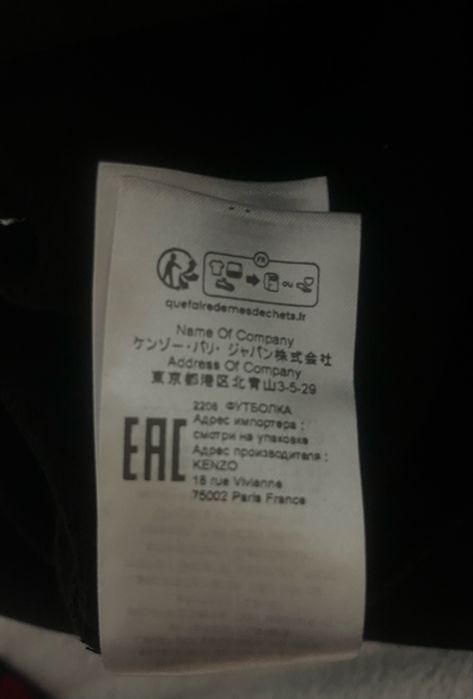 FR
OU
quefairedemesdechets.fr
Name Of Company
ケンゾー・パリ・ジャパン株式会社
Address Of Company
東京都港区北青山3-5-29
EAC
2206 ФУТБОЛКА
Адрес импортера :
смотри на упаковке
Адрес производителя :
KENZO
18 rue Vivienne
75002 Paris France